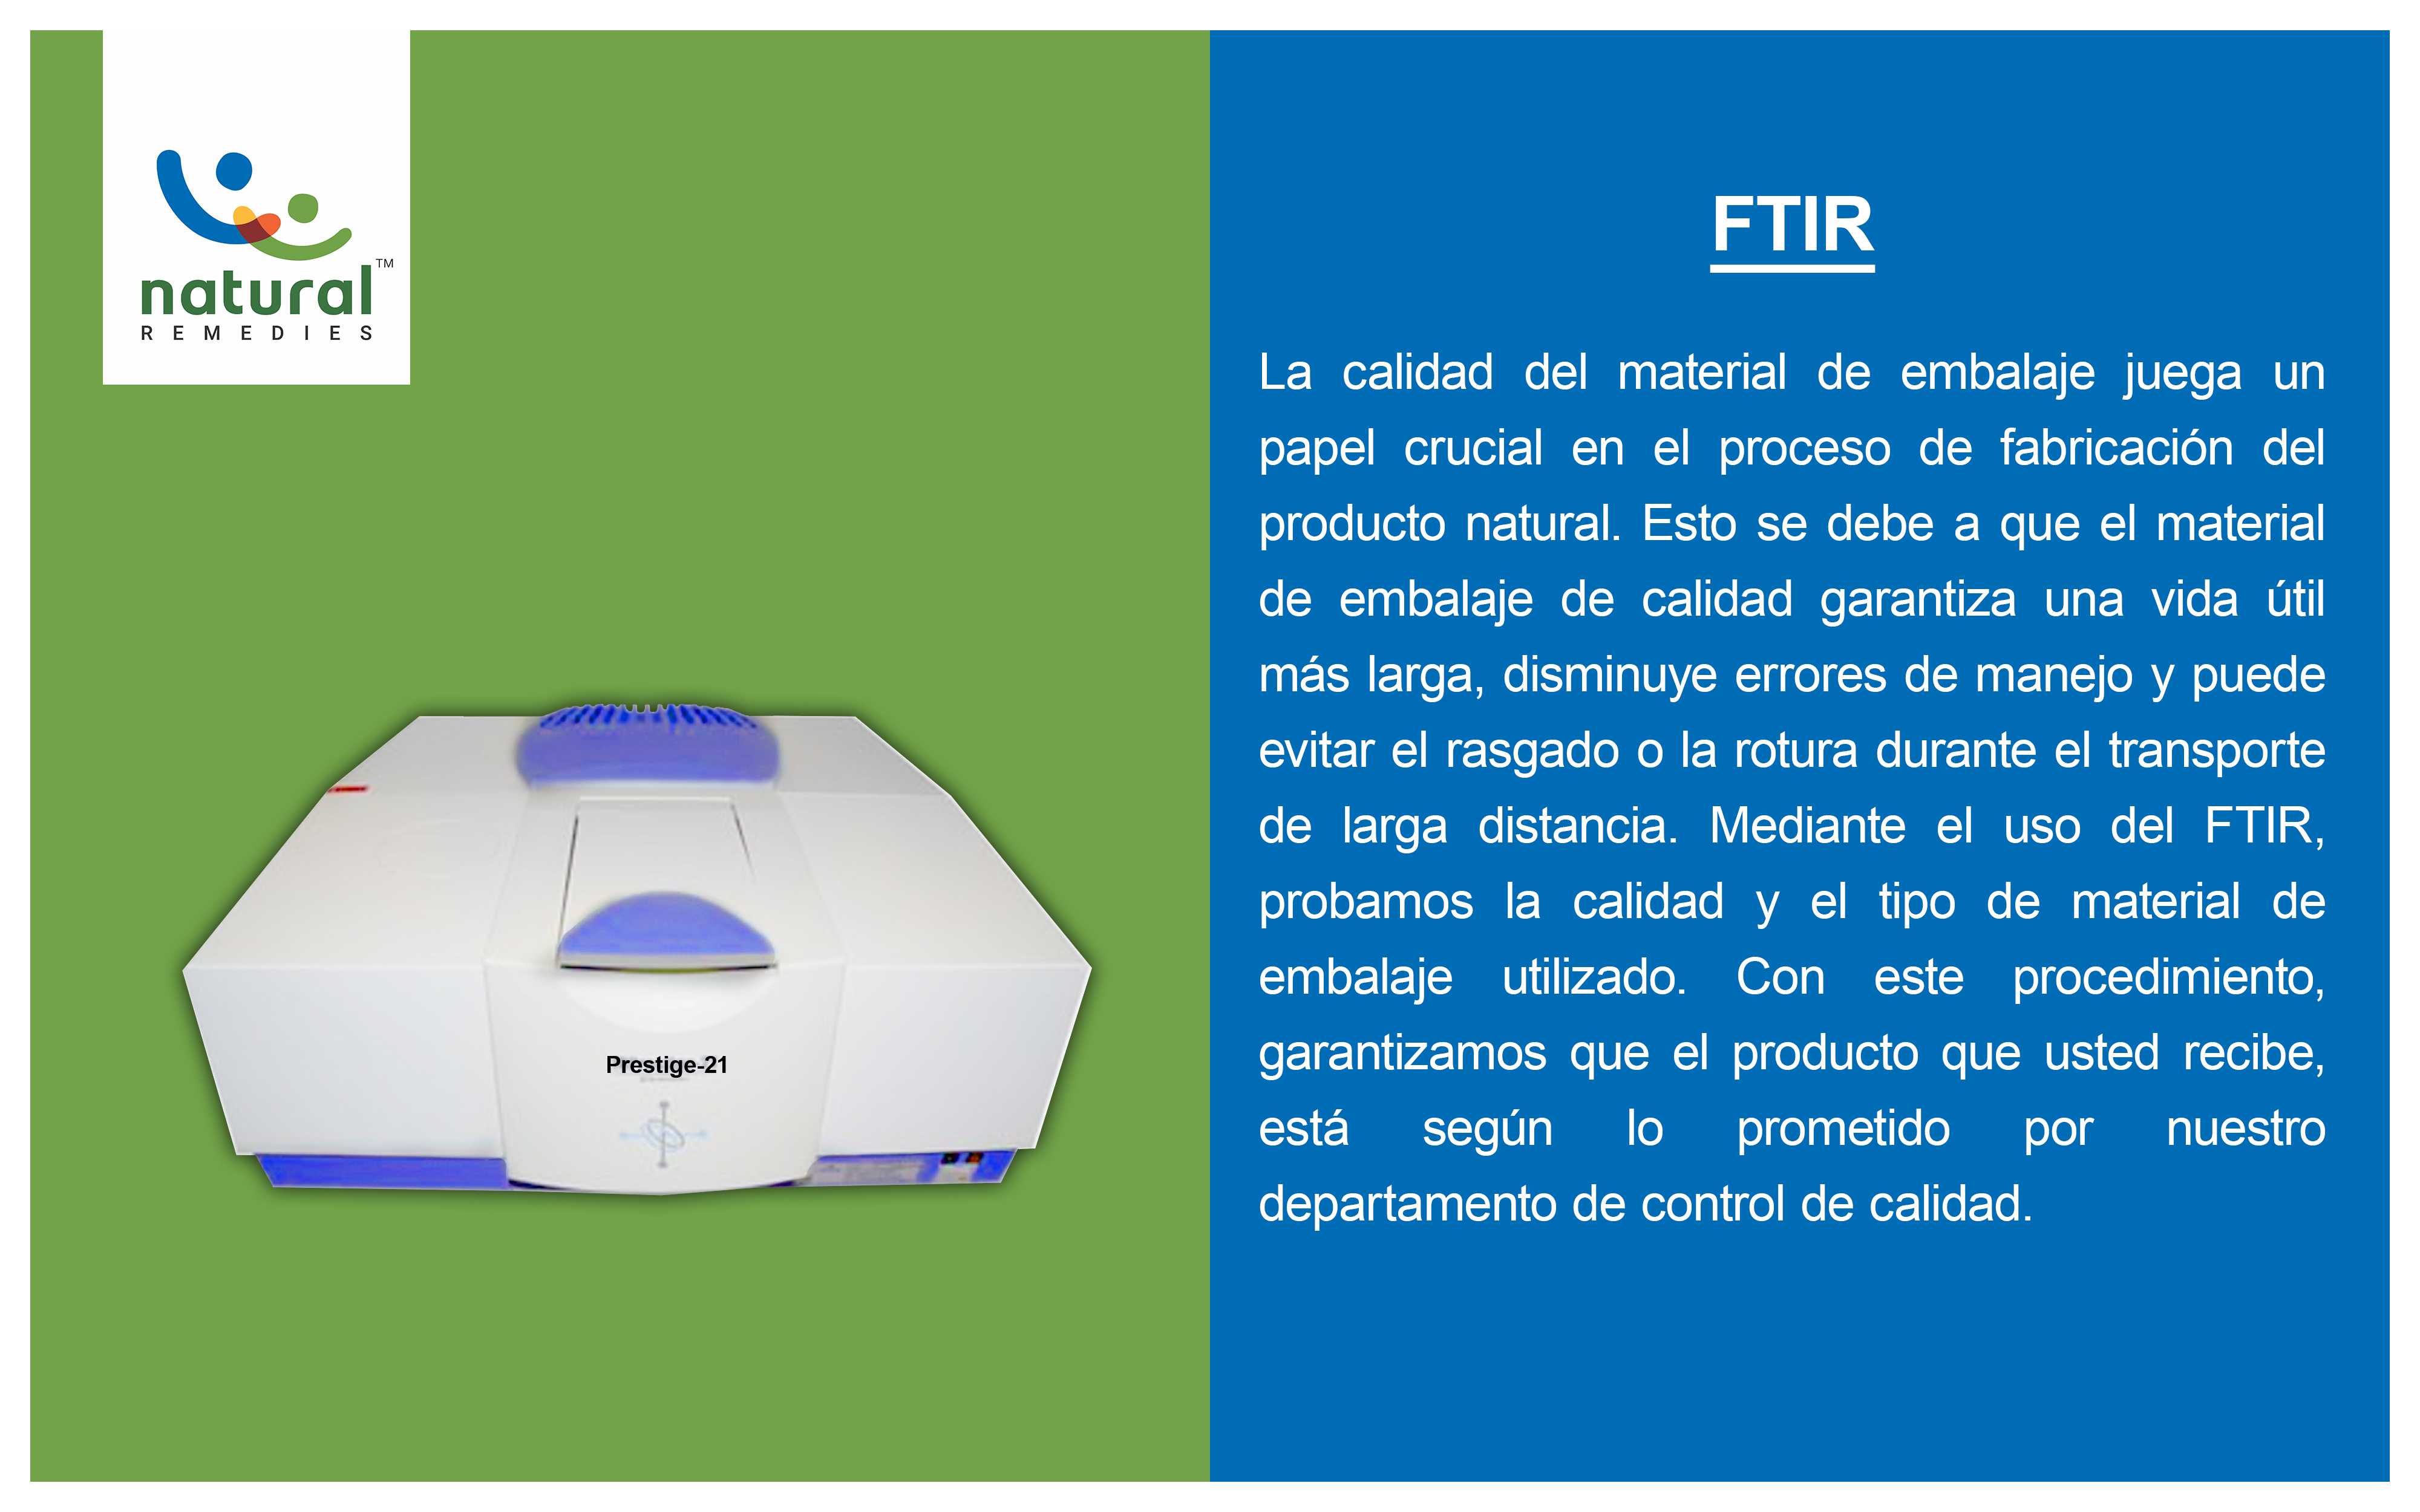 natural™
REMEDIES
Prestige-21
FTIR
La calidad del material de embalaje juega un
papel crucial en el proceso de fabricación del
producto natural. Esto se debe a que el material
de embalaje de calidad garantiza una vida útil
más larga, disminuye errores de manejo y puede
evitar el rasgado o la rotura durante el transporte
de larga distancia. Mediante el uso del FTIR,
probamos la calidad y el tipo de material de
embalaje utilizado. Con este procedimiento,
garantizamos que el producto que usted recibe,
está según lo prometido por nuestro
departamento de control de calidad.